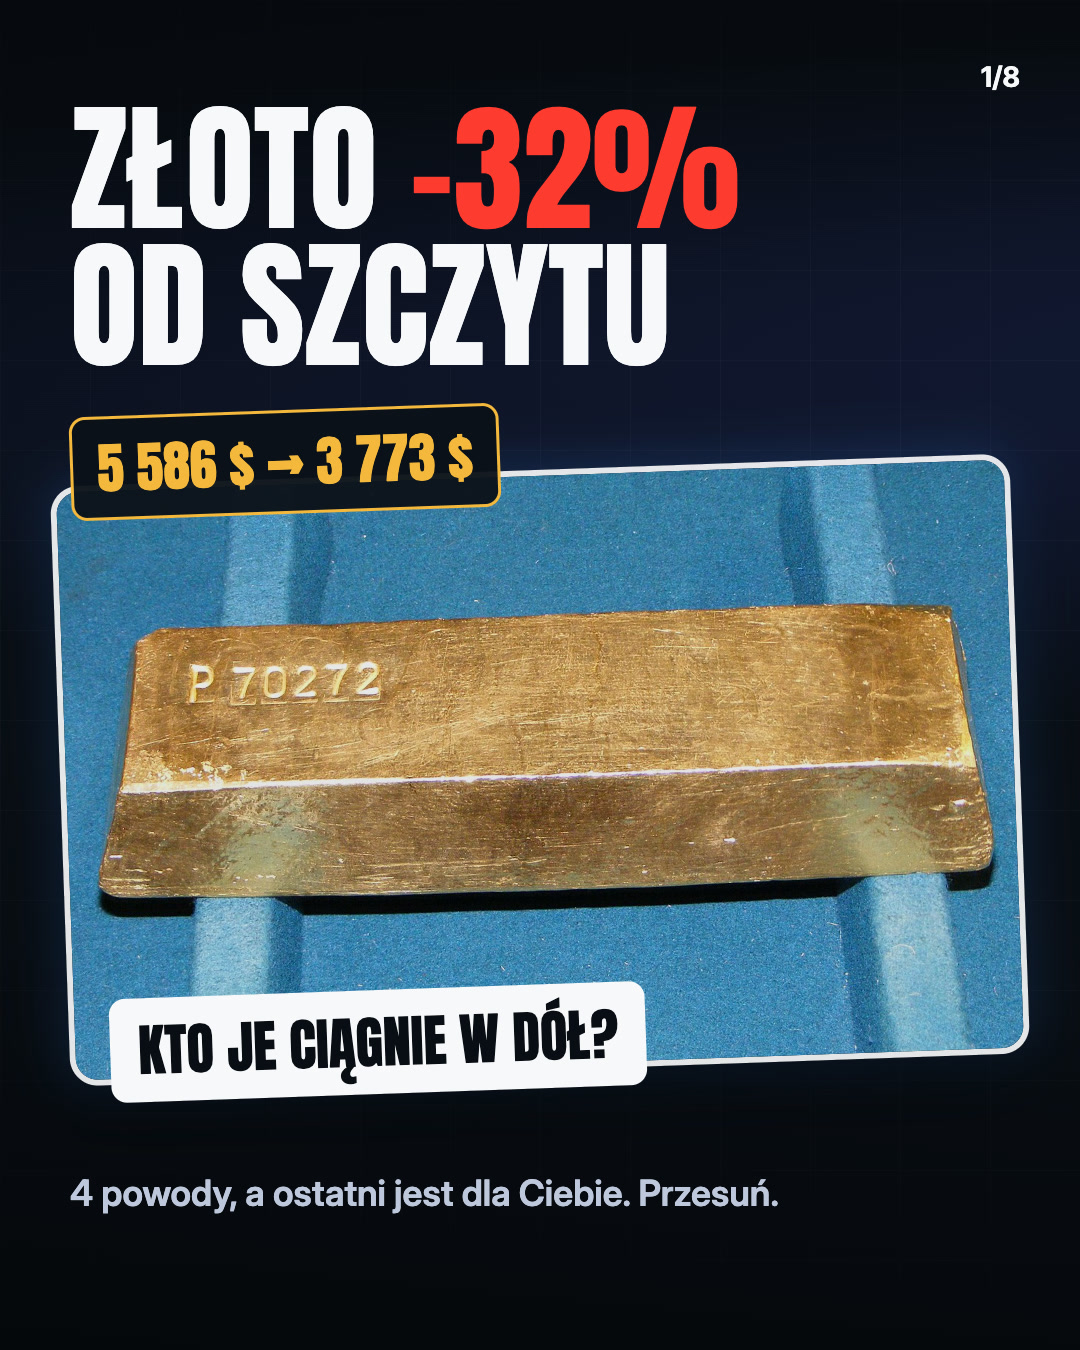 1/8
ZŁOTO -32%
OD SZCZYTU
5 586 $ → 3 773 $
P 70272
KTO JE CIĄGNIE W DÓŁ?
4 powody, a ostatni jest dla Ciebie. Przesuń.